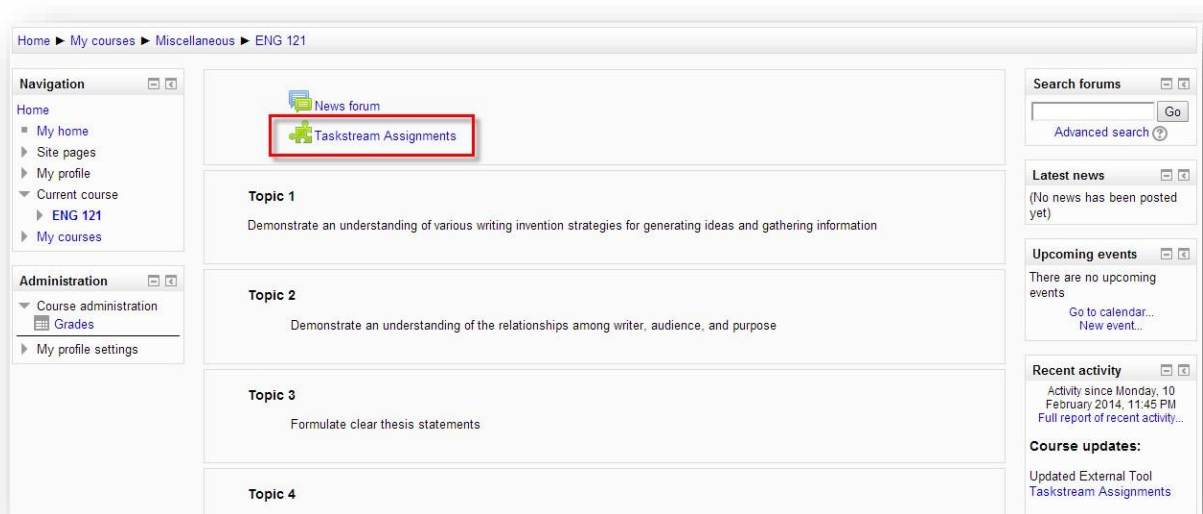 Home ► My courses ► Miscellaneous ► ENG 121
Navigation
Home
My home
Site pages
My profile
Current course
ENG 121
My courses
Administration
Course administration
Grades
My profile settings
News forum
Taskstream Assignments
Topic 1
Demonstrate an understanding of various writing invention strategies for generating ideas and gathering information
Topic 2
Demonstrate an understanding of the relationships among writer, audience, and purpose
Topic 3
Formulate clear thesis statements
Topic 4
Search forums
Go
Advanced search ?
Latest news
(No news has been posted
yet)
Upcoming events
There are no upcoming
events
Go to calendar...
New event...
Recent activity
Activity since Monday, 10
February 2014, 11:45 PM
Full report of recent activity...
Course updates:
Updated External Tool
Taskstream Assignments